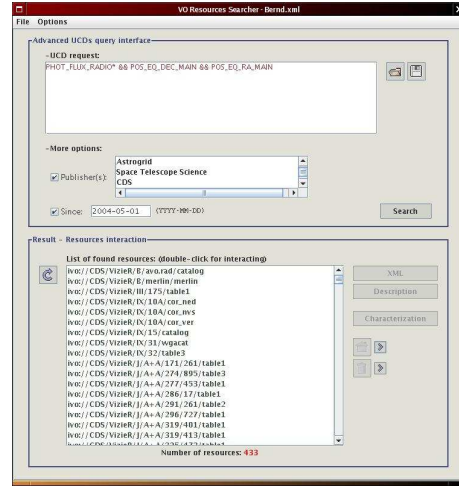 VO Resources Searcher - Bernd.xml
File Options
Advanced UCDs query interface
-UCD request:
PHOT_FLUX_RADIO* && POS_EQ_DEC_MAIN && POS_EQ_RA_MAIN
-More options:
Publisher(s):
Astrogrid
Space Telescope Science
CDS
Since: 2004-05-01 (YYYY-MM-DD)
Search
Result - Resources interaction
List of found resources: (double-click for interacting)
ivo://CDS/VizieR/B/avo.rad/catalog
ivo://CDS/VizieR/B/merlin/merlin
ivo://CDS/VizieR/III/175/table1
ivo://CDS/VizieR/IX/10A/cor_ned
ivo://CDS/VizieR/IX/10A/cor_nvs
ivo://CDS/VizieR/IX/10A/cor_ver
ivo://CDS/VizieR/IX/15/catalog
ivo://CDS/VizieR/IX/31/wgacat
ivo://CDS/VizieR/IX/32/table3
ivo://CDS/VizieR/J/A+A/171/261/table1
ivo://CDS/VizieR/J/A+A/274/895/table3
ivo://CDS/VizieR/J/A+A/277/453/table1
ivo://CDS/VizieR/J/A+A/286/17/table1
ivo://CDS/VizieR/J/A+A/291/261/table2
ivo://CDS/VizieR/J/A+A/296/727/table1
ivo://CDS/VizieR/J/A+A/319/401/table1
ivo://CDS/VizieR/J/A+A/319/413/table1
XML
Description
Characterization
Number of resources: 433